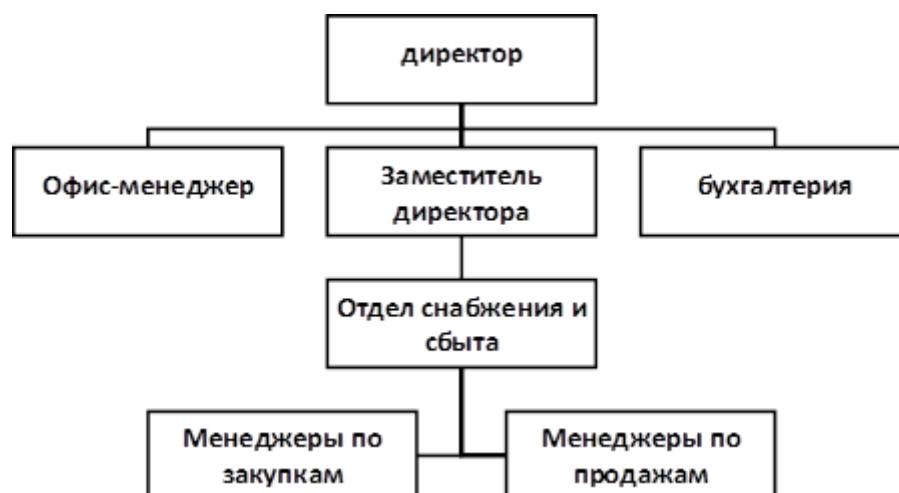 директор
Офис-менеджер
Заместитель
директора
бухгалтерия
Отдел снабжения и
сбыта
Менеджеры по
закупкам
Менеджеры по
продажам